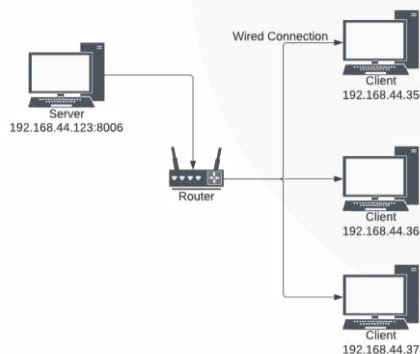 Wired Connection
Server
192.168.44.123:8006
Router
Client
192.168.44.35
Client
192.168.44.36
Client
192.168.44.37